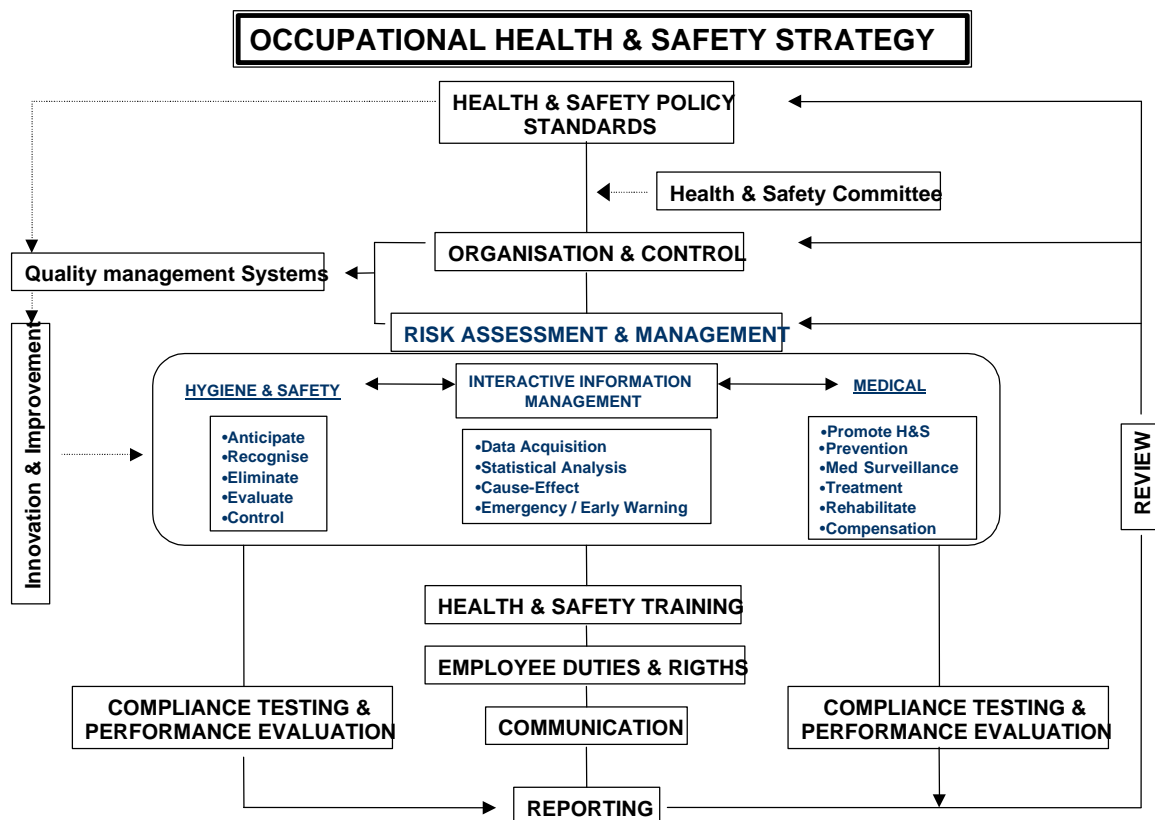 OCCUPATIONAL HEALTH & SAFETY STRATEGY
HEALTH & SAFETY POLICY
STANDARDS
Health & Safety Committee
ORGANISATION & CONTROL
Quality management Systems
RISK ASSESSMENT & MANAGEMENT
Innovation & Improvement
HYGIENE & SAFETY
•Anticipate
•Recognise
•Eliminate
•Evaluate
•Control
INTERACTIVE INFORMATION
MANAGEMENT
•Data Acquisition
•Statistical Analysis
•Cause-Effect
•Emergency / Early Warning
MEDICAL
•Promote H&S
•Prevention
•Med Surveillance
•Treatment
•Rehabilitate
•Compensation
REVIEW
HEALTH & SAFETY TRAINING
EMPLOYEE DUTIES & RIGTHS
COMPLIANCE TESTING &
PERFORMANCE EVALUATION
COMMUNICATION
COMPLIANCE TESTING &
PERFORMANCE EVALUATION
REPORTING